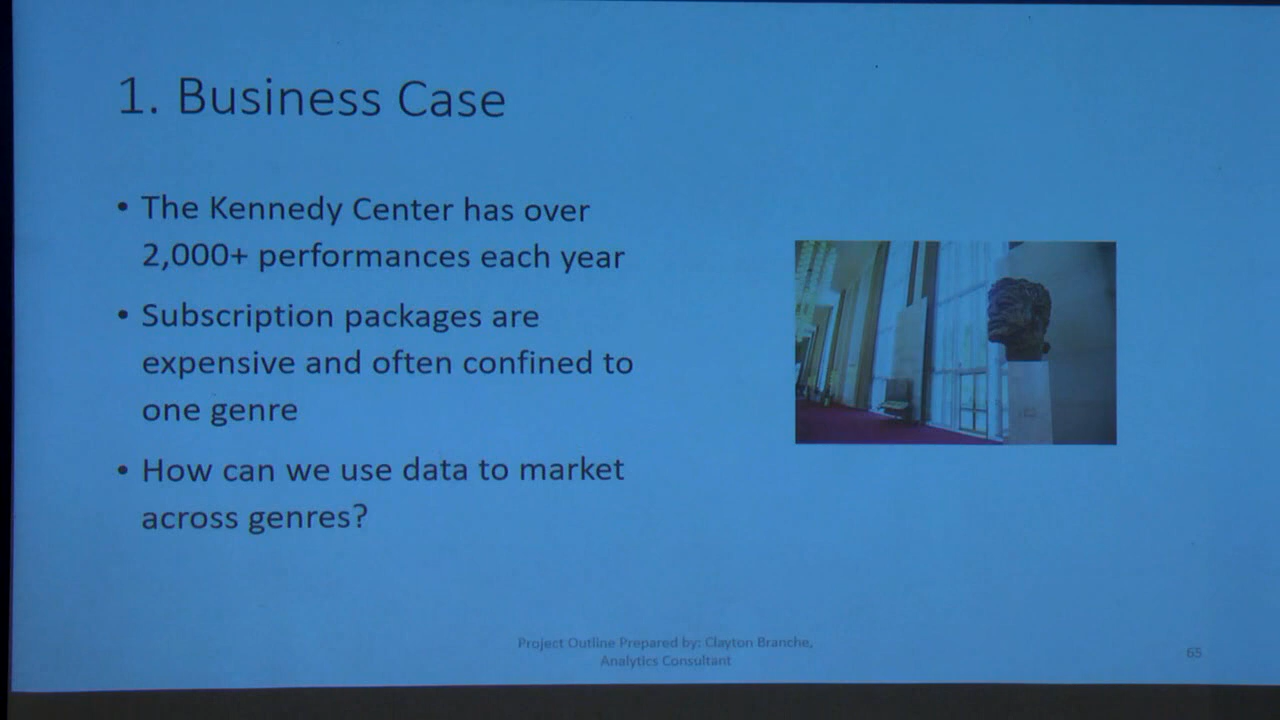 1. Business Case
• The Kennedy Center has over
2,000+ performances each year
• Subscription packages are
expensive and often confined to
one genre
• How can we use data to market
across genres?
Project Outline Prepared by: Clayton Branche,
Analytics Consultant
65